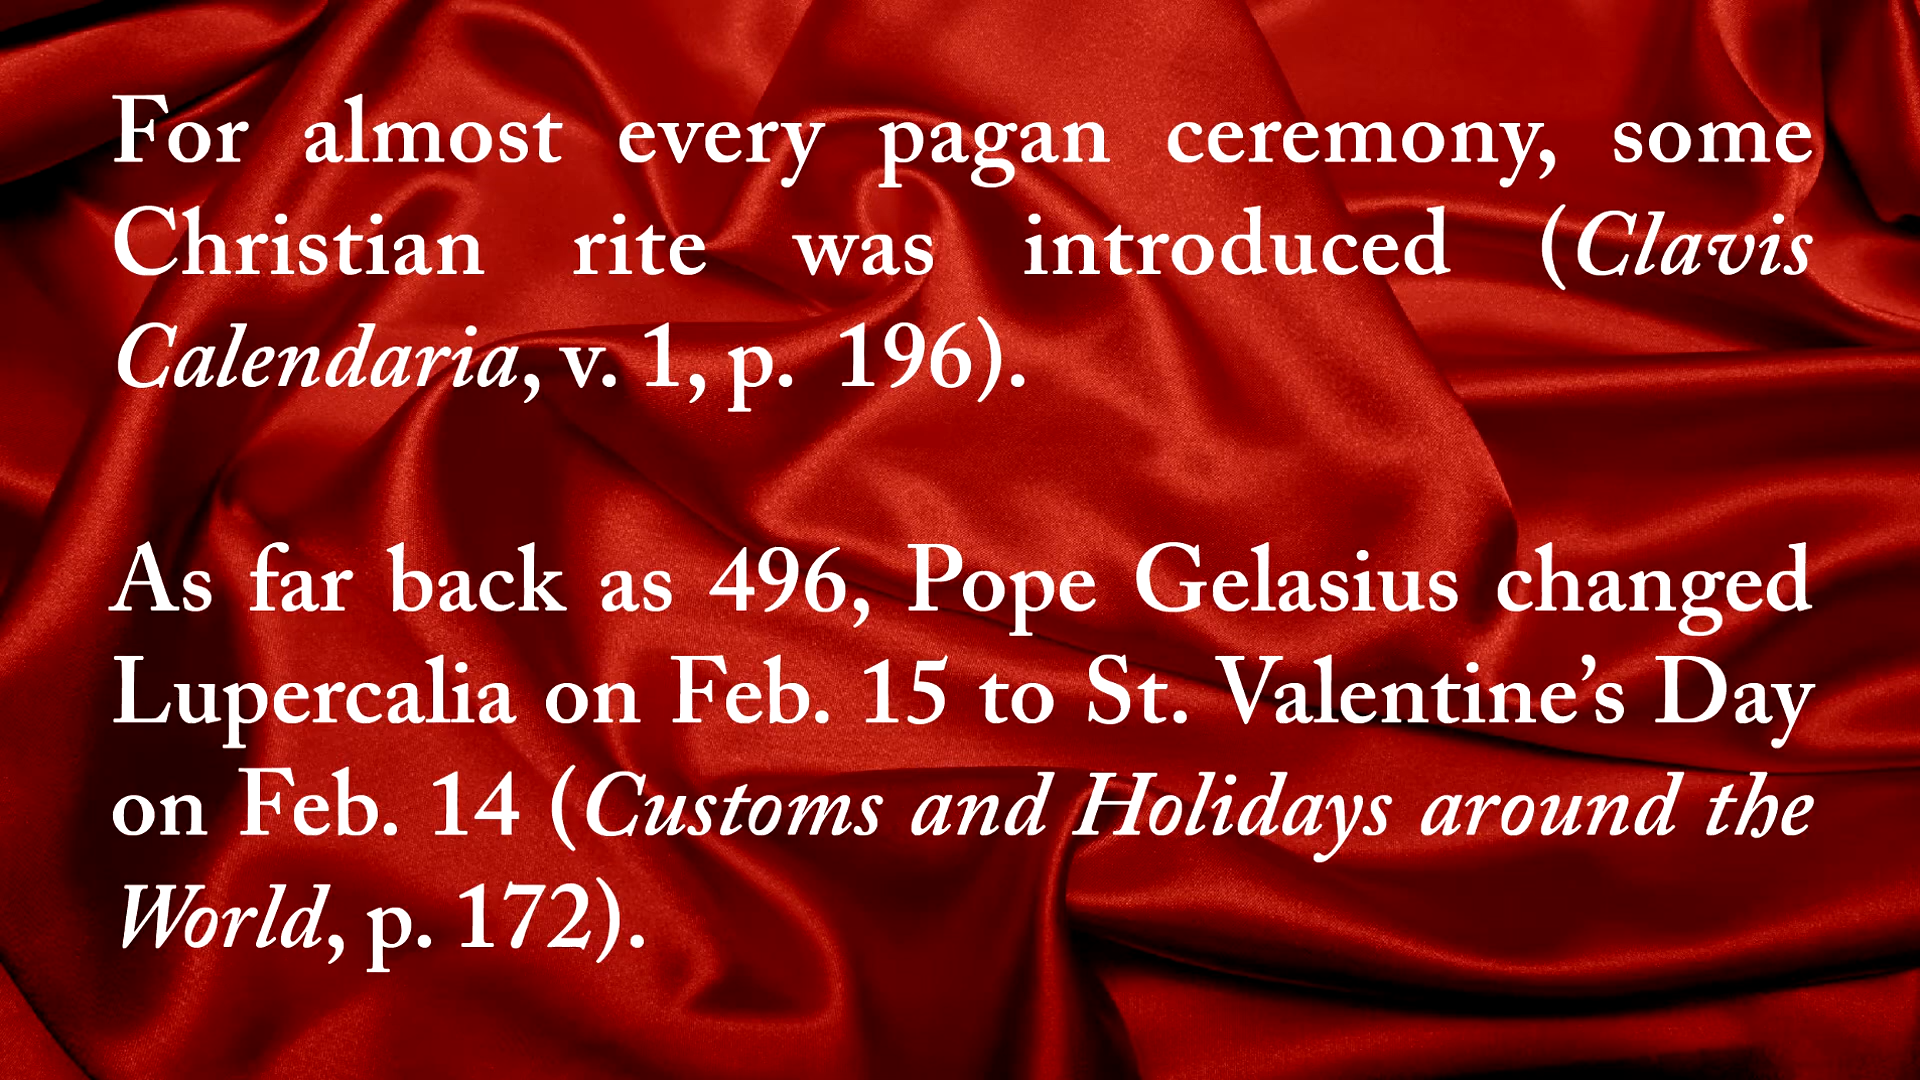 For almost every pagan ceremony, some
Christian rite was introduced (Clavis
Calendaria, v. 1, p. 196).
As far back as 496, Pope Gelasius changed
Lupercalia on Feb. 15 to St. Valentine’s Day
on Feb. 14 (Customs and Holidays around the
World, p. 172).